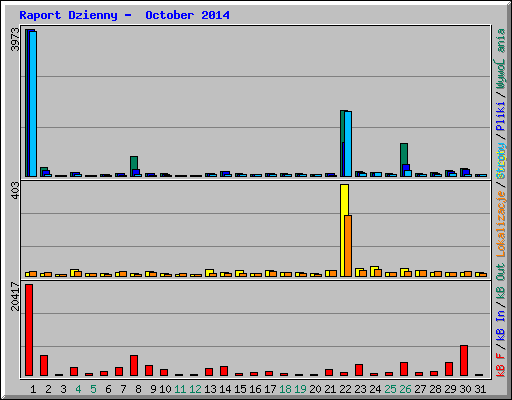 Raport Dzienny - October 2014
3973
403
20417
1 2 3 4 5 6 7 8 9 10 11 12 13 14 15 16 17 18 19 20 21 22 23 24 25 26 27 28 29 30 31
kB F / kB In / kB Out Lokalizacje / Strony / Pliki /